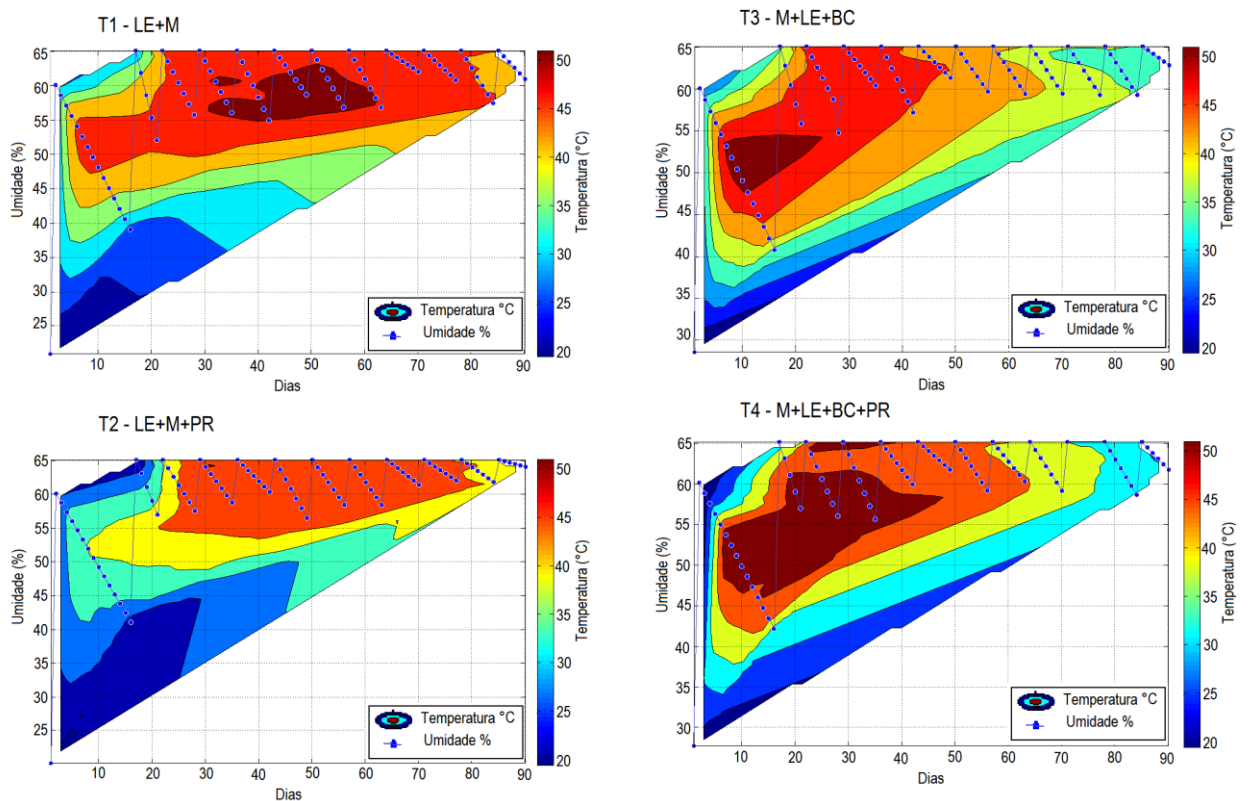 T1 - LE+M
65
60
55
50
45
40
35
30
25
Umidade (%)
10 20 30 40 50 60 70 80 90
Dias
Temperatura °C
Umidade %
50
45
40
35
30
25
20
Temperatura (°C)
T3 - M+LE+BC
65
60
55
50
45
40
35
30
Umidade (%)
10 20 30 40 50 60 70 80 90
Dias
Temperatura °C
Umidade %
50
45
40
35
30
25
20
Temperatura (°C)
T2 - LE+M+PR
65
60
55
50
45
40
35
30
25
20
Umidade (%)
10 20 30 40 50 60 70 80 90
Dias
Temperatura °C
Umidade %
50
45
40
35
30
25
20
Temperatura (°C)
T4 - M+LE+BC+PR
65
60
55
50
45
40
35
30
Umidade (%)
10 20 30 40 50 60 70 80 90
Dias
Temperatura °C
Umidade %
50
45
40
35
30
25
20
Temperatura (°C)